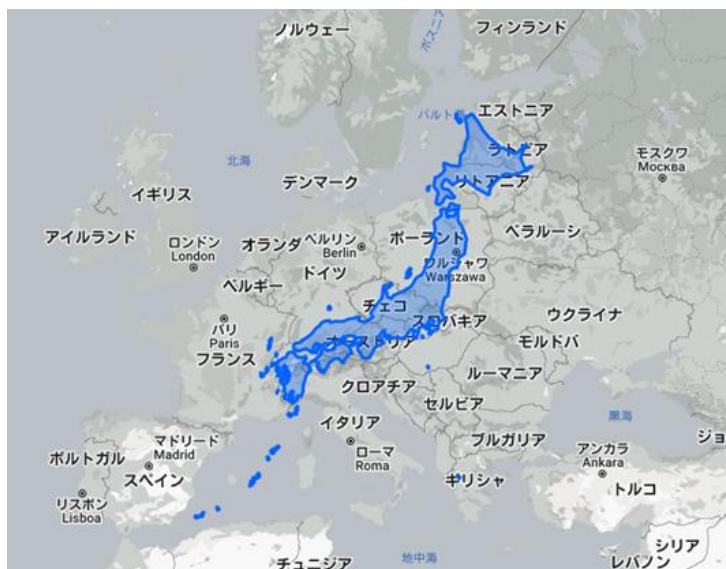 ノルウェー
フィンランド
ボスニ
バルト海
エストニア
ラトビア
モスクワ
Москва
北海
デンマーク
リトアニア
イギリス
アイルランド
ロンドン
London
オランダ
ベルリン
Berlin
ポーランド
ベラルーシ
ワルシャワ
Warszawa
ドイツ
ベルギー
チェコ
ウクライナ
スロバキア
パリ
Paris
オーストリア
モルドバ
フランス
クロアチア
ルーマニア
セルビア
黒海
イタリア
ブルガリア
ジョ
ポルトガル
マドリード
Madrid
ローマ
Roma
アンカラ
Ankara
スペイン
ギリシャ
トルコ
リスボン
Lisboa
シリア
チュニジア
地中海
レバノン